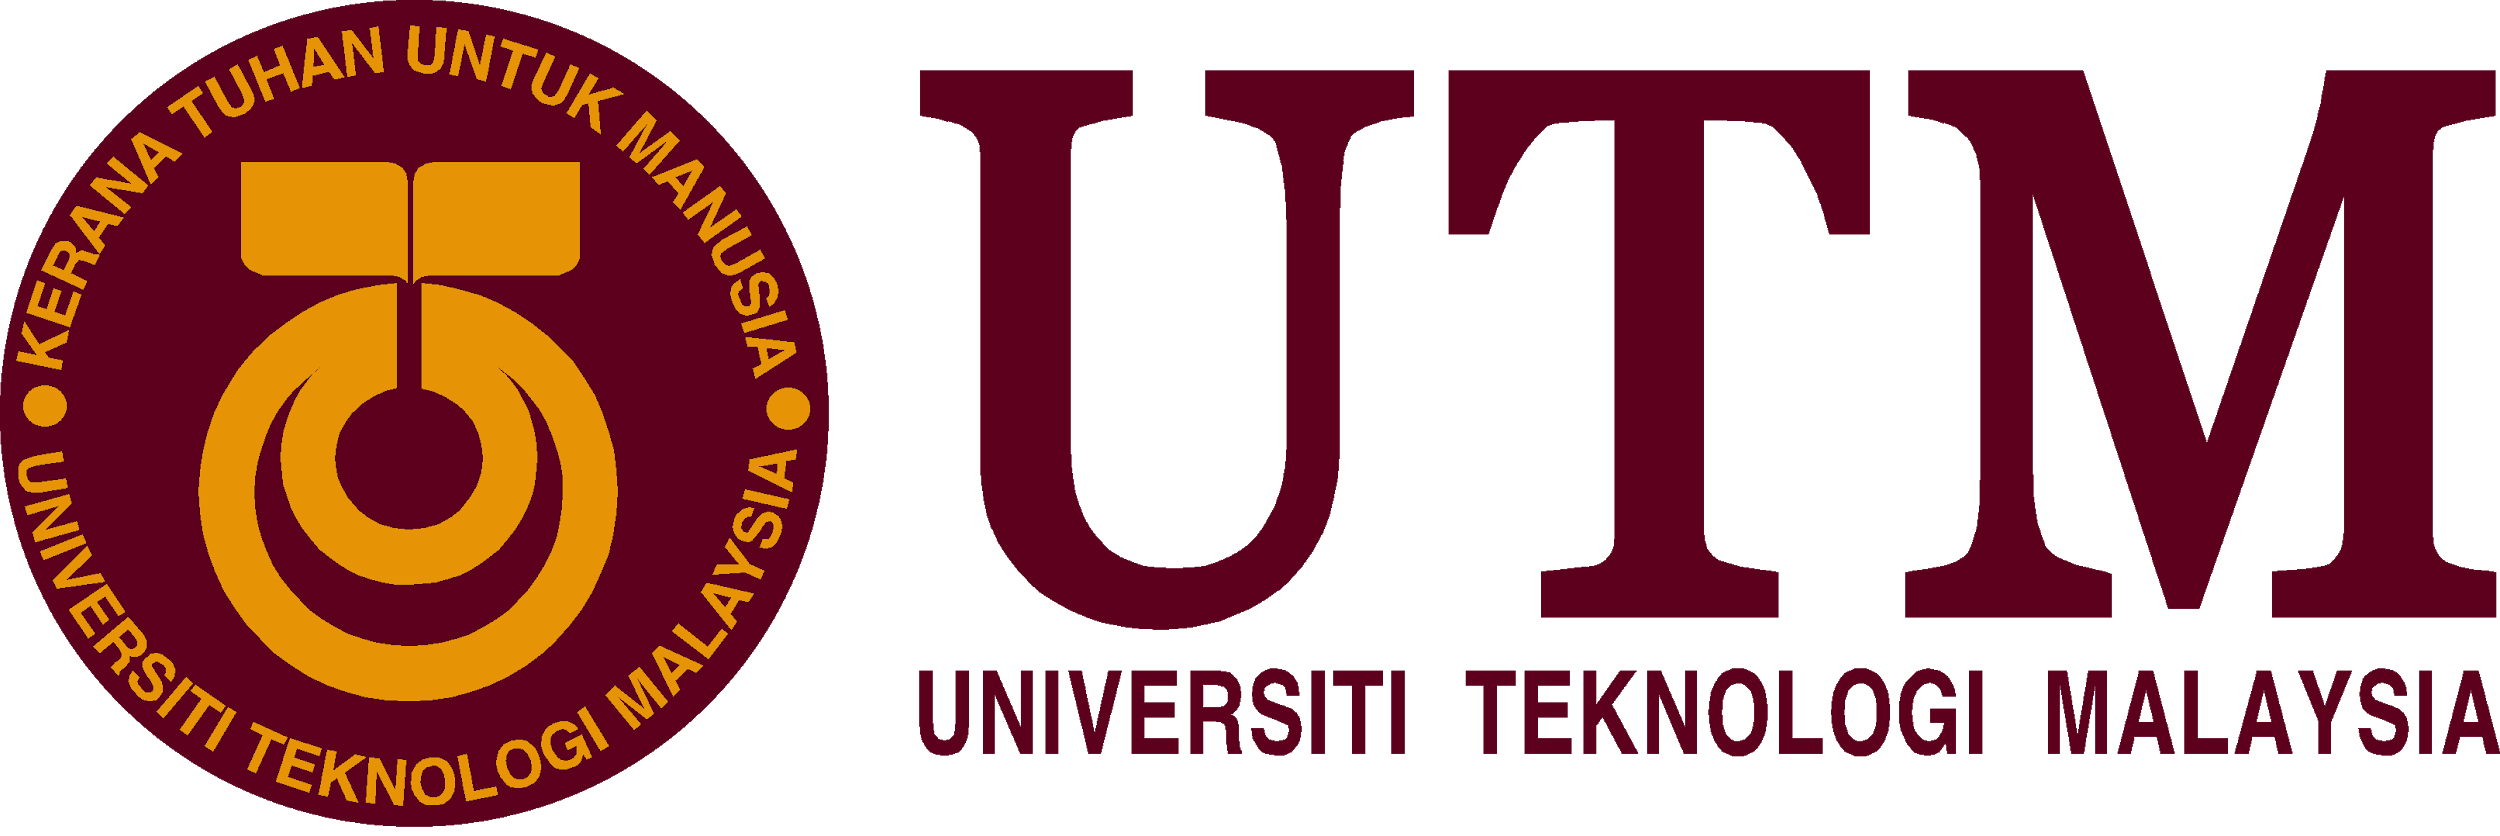 KERANA TUHAN UNTUK MANUSIA
UNIVERSITI TEKNOLOGI MALAYSIA
UTM
UNIVERSITI TEKNOLOGI MALAYSIA